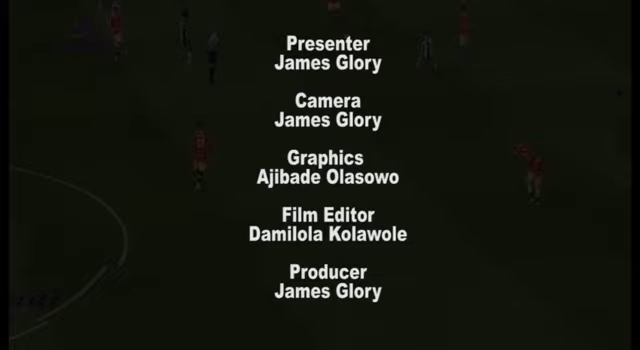 Presenter
James Glory
Camera
James Glory
Graphics
Ajibade Olasowo
Film Editor
Damilola Kolawole
Producer
James Glory